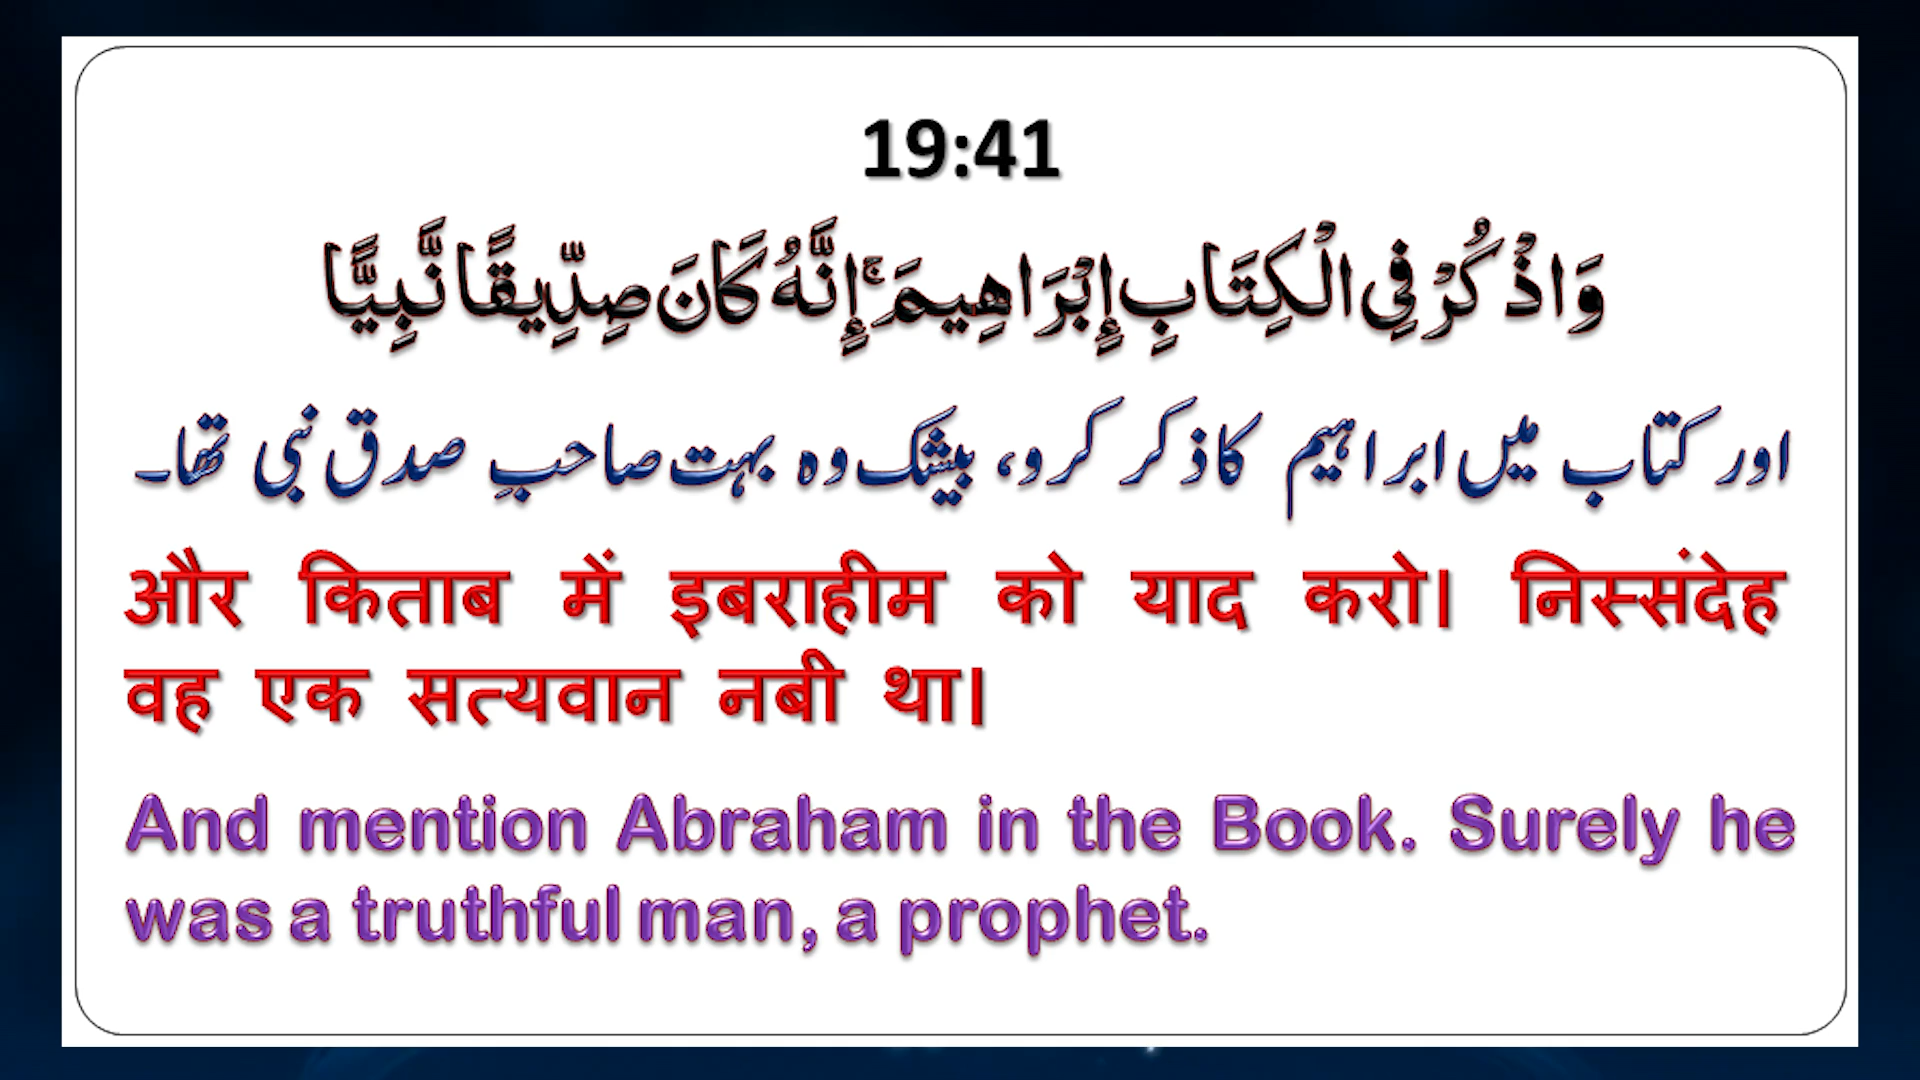 19:41
وَاذْكُرْ فِى الْكِتَابِ إِبْرَاهِيمَ ۚ إِنَّهُ كَانَ صِدِّيقًا نَّبِيًّا
اور کتاب میں ابراہیم کا ذکر کرو، بیشک وہ بہت صاحبِ صدق نبی تھا۔
और किताब में इबराहीम को याद करो। निस्संदेह
वह एक सत्यवान नबी था।
And mention Abraham in the Book. Surely he
was a truthful man, a prophet.